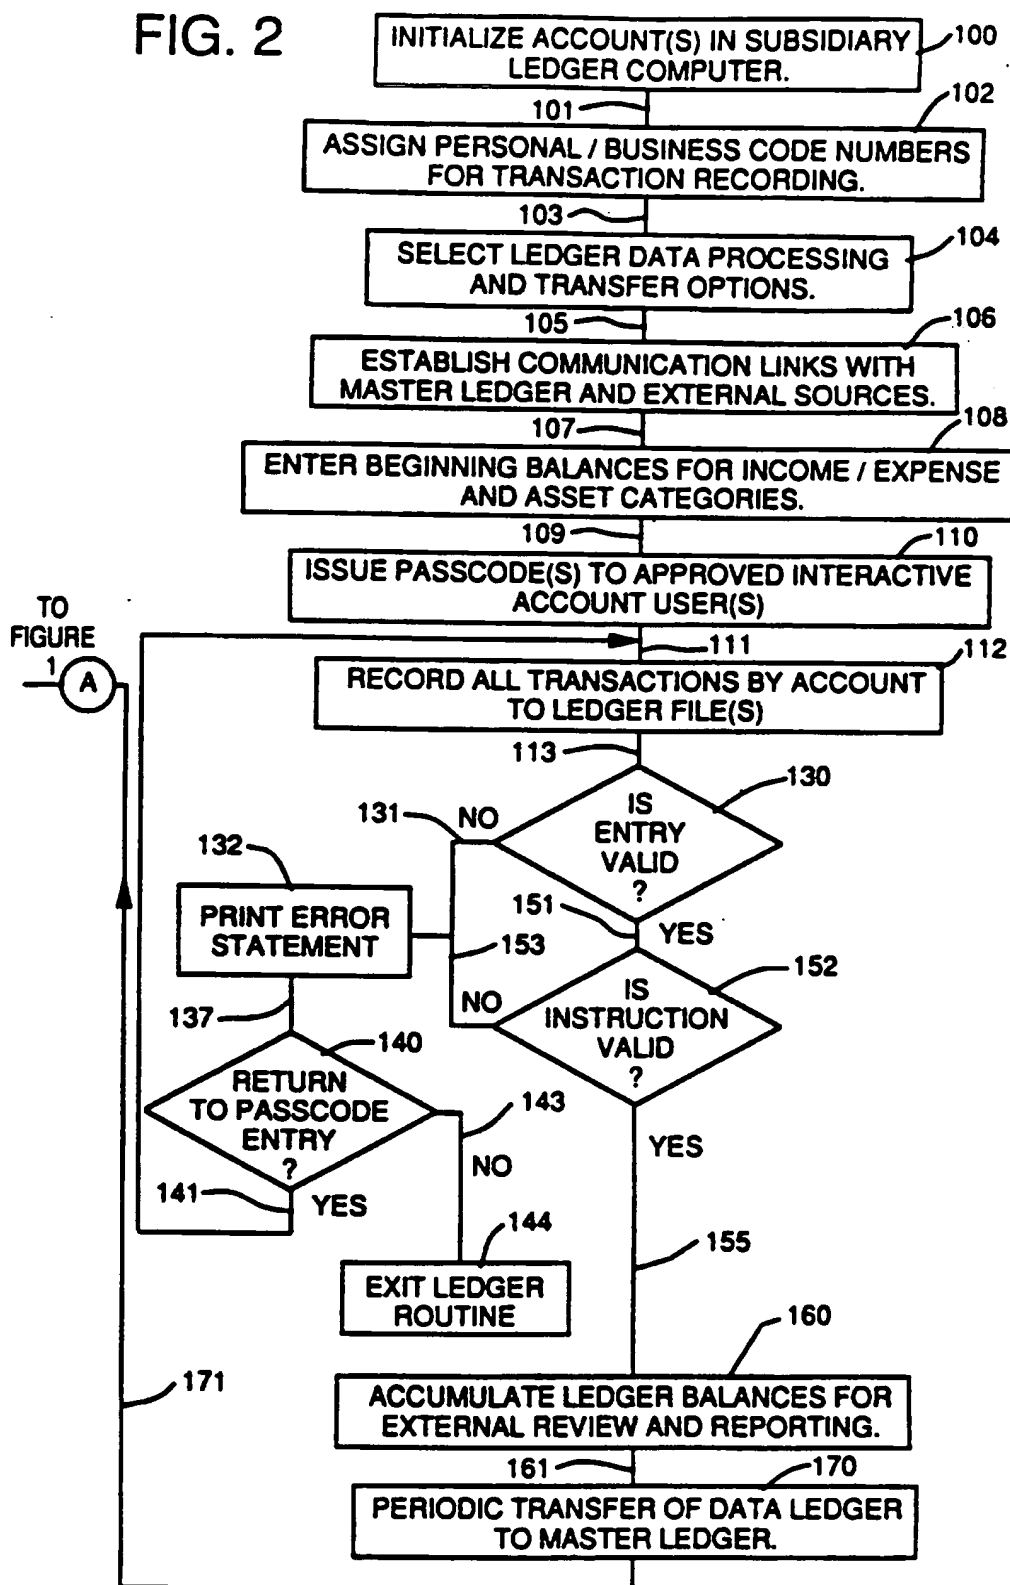 FIG. 2
INITIALIZE ACCOUNT(S) IN SUBSIDIARY
LEDGER COMPUTER.
100
101
102
ASSIGN PERSONAL / BUSINESS CODE NUMBERS
FOR TRANSACTION RECORDING.
103
104
SELECT LEDGER DATA PROCESSING
AND TRANSFER OPTIONS.
105
106
ESTABLISH COMMUNICATION LINKS WITH
MASTER LEDGER AND EXTERNAL SOURCES.
107
108
ENTER BEGINNING BALANCES FOR INCOME / EXPENSE
AND ASSET CATEGORIES.
109
110
ISSUE PASSCODE(S) TO APPROVED INTERACTIVE
ACCOUNT USER(S)
TO
FIGURE
1
A
111
112
RECORD ALL TRANSACTIONS BY ACCOUNT
TO LEDGER FILE(S)
113
130
IS
ENTRY
VALID
?
131
NO
132
PRINT ERROR
STATEMENT
151
YES
153
152
IS
INSTRUCTION
VALID
?
NO
137
140
RETURN
TO PASSCODE
ENTRY
?
143
NO
YES
141
YES
144
EXIT LEDGER
ROUTINE
155
160
171
ACCUMULATE LEDGER BALANCES FOR
EXTERNAL REVIEW AND REPORTING.
161
170
PERIODIC TRANSFER OF DATA LEDGER
TO MASTER LEDGER.